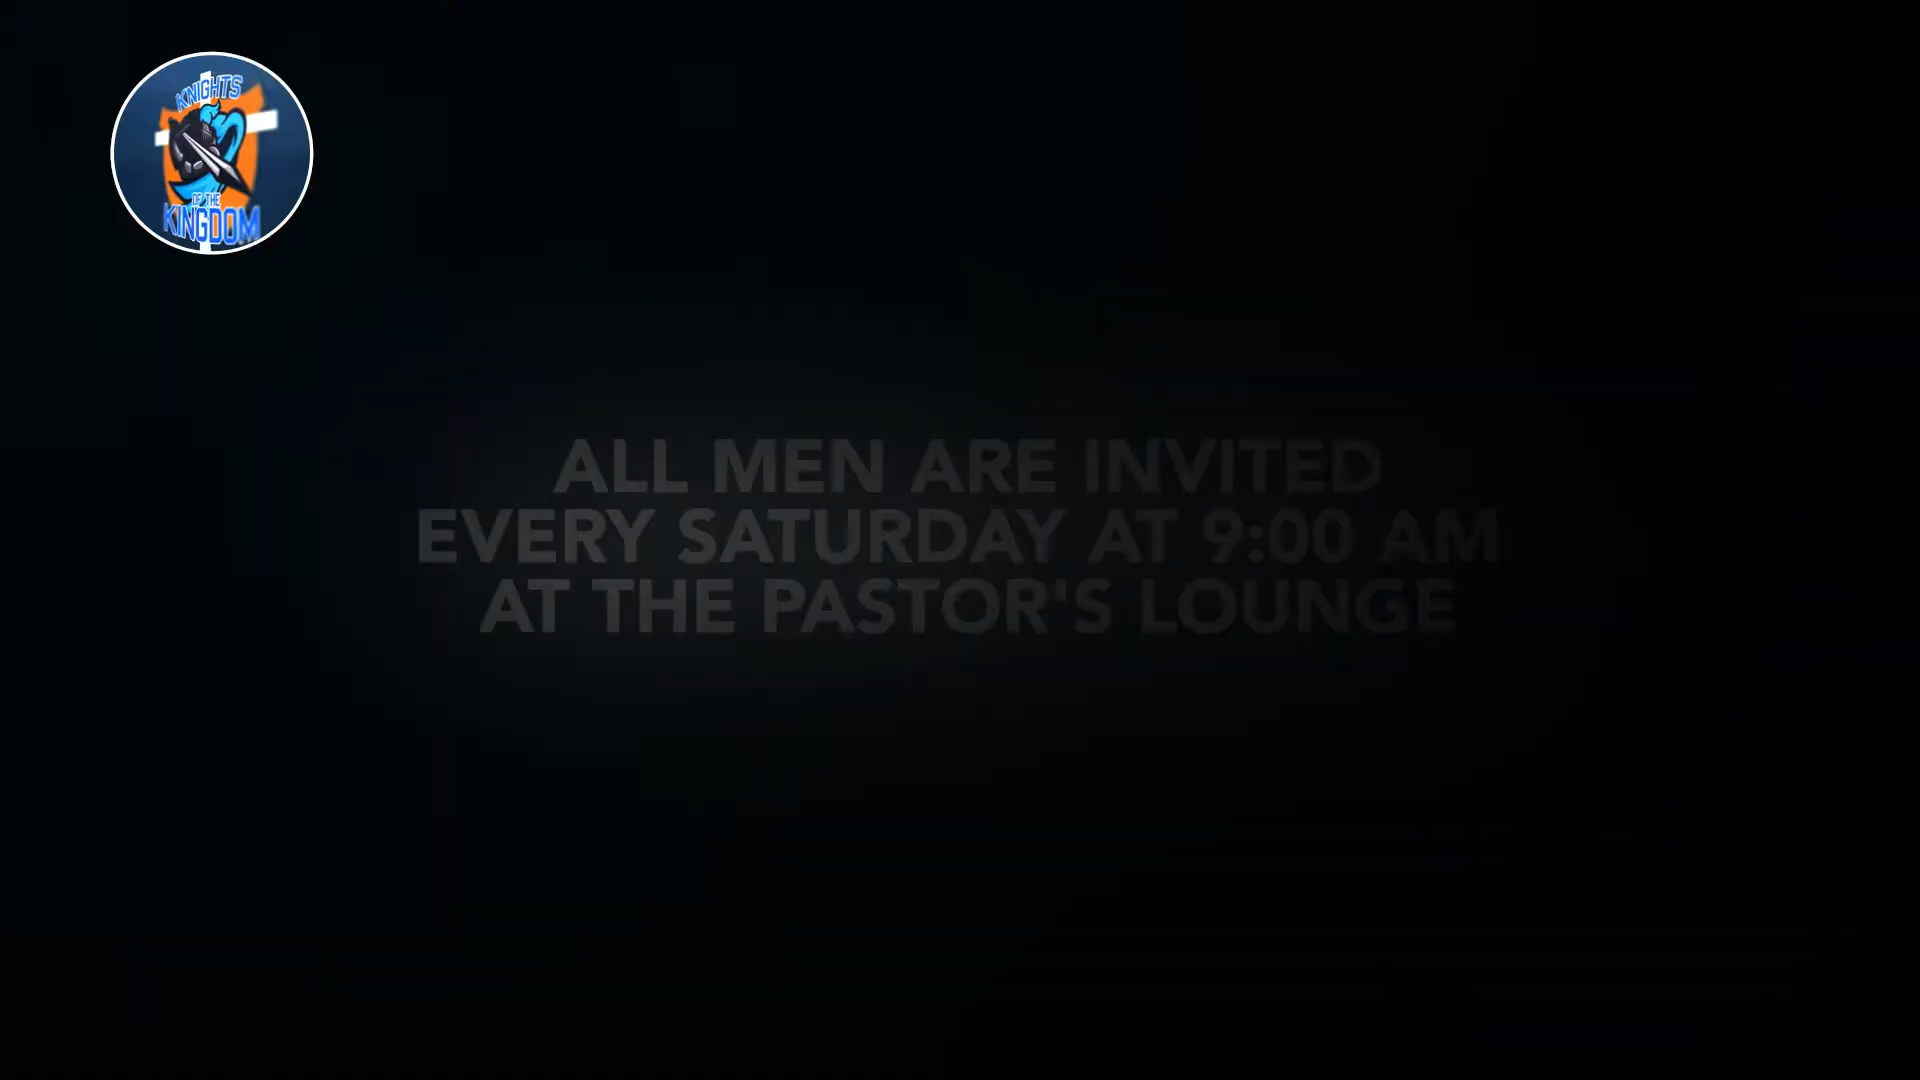 KNIGHTS
OF THE
KINGDOM
ALL MEN ARE INVITED
EVERY SATURDAY AT 9:00 AM
AT THE PASTOR'S LOUNGE